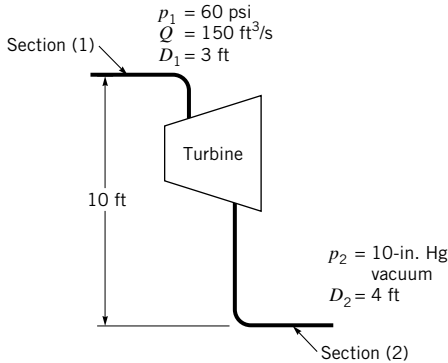 p₁ = 60 psi
Q = 150 ft³/s
D₁ = 3 ft
Section (1)
Turbine
10 ft
p₂ = 10-in. Hg
vacuum
D₂ = 4 ft
Section (2)